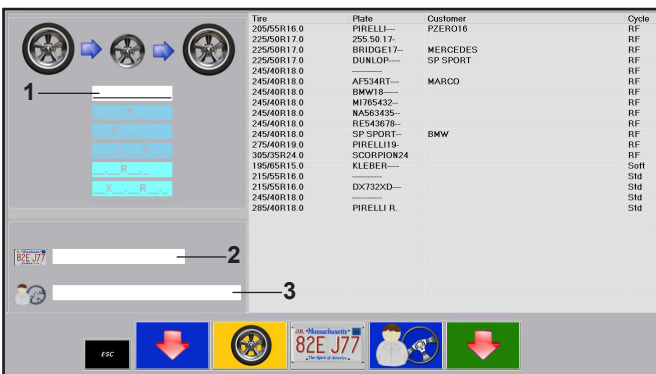 Tire Plate Customer Cycle
205/55R16.0 PIRELLI--- PZERO16 RF
225/50R17.0 255.50.17- RF
225/50R17.0 BRIDGE17-- MERCEDES RF
225/50R17.0 DUNLOP---- SP SPORT RF
245/40R18.0 ---------- RF
245/40R18.0 AF534RT--- MARCO RF
245/40R18.0 BMW18----- RF
245/40R18.0 MI765432-- RF
245/40R18.0 NA563435-- RF
245/40R18.0 RE543678-- RF
245/40R18.0 SP SPORT-- BMW RF
275/40R19.0 PIRELLI19- RF
305/35R24.0 SCORPION24 RF
195/65R15.0 KLEBER---- Soft
215/55R16.0 ---------- Std
215/55R16.0 DX732XD--- Std
245/40R18.0 ---------- Std
285/40R18.0 PIRELLI R. Std
1
__.__R__._
__X__.__R__._
82E J77
2
3
ESC
JUL Massachusetts
82E J77
The Spirit of America